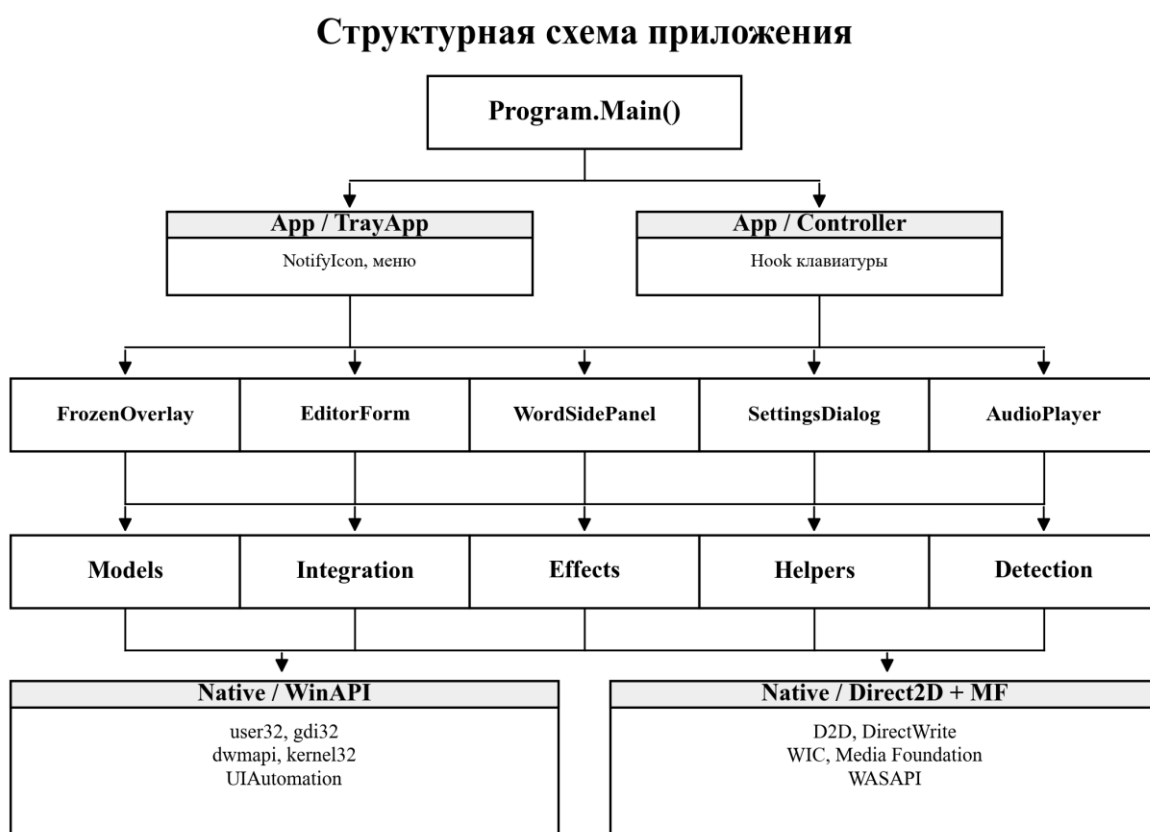 Структурная схема приложения
Program.Main()
App / TrayApp
NotifyIcon, меню
App / Controller
Hook клавиатуры
FrozenOverlay
EditorForm
WordSidePanel
SettingsDialog
AudioPlayer
Models
Integration
Effects
Helpers
Detection
Native / WinAPI
user32, gdi32
dwmapi, kernel32
UIAutomation
Native / Direct2D + MF
D2D, DirectWrite
WIC, Media Foundation
WASAPI